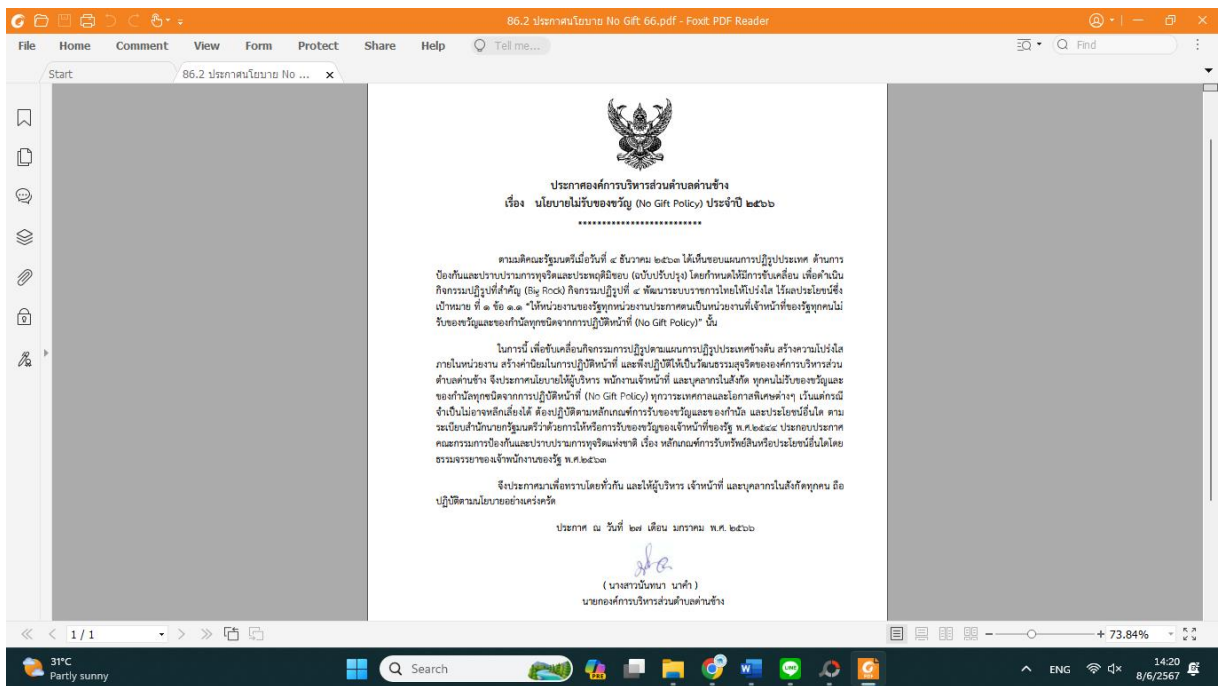 86.2 ประกาศนโยบาย No Gift 66.pdf - Foxit PDF Reader
File Home Comment View Form Protect Share Help Tell me... Find
Start 86.2 ประกาศนโยบาย No ... x
ประกาศองค์การบริหารส่วนตำบลด่านช้าง
เรื่อง นโยบายไม่รับของขวัญ (No Gift Policy) ประจำปี ๒๕๖๖
**************************
ตามมติคณะรัฐมนตรีเมื่อวันที่ ๔ ธันวาคม ๒๕๖๓ ได้เห็นชอบแผนการปฏิรูปประเทศ ด้านการ
ป้องกันและปราบปรามการทุจริตและประพฤติมิชอบ (ฉบับปรับปรุง) โดยกำหนดให้มีการขับเคลื่อน เพื่อดำเนิน
กิจกรรมปฏิรูปที่สำคัญ (Big Rock) กิจกรรมปฏิรูปที่ ๔ พัฒนาระบบราชการไทยให้โปร่งใส ไร้ผลประโยชน์ซึ่ง
เป้าหมาย ที่ ๑ ข้อ ๑.๑ "ให้หน่วยงานของรัฐทุกหน่วยงานประกาศตนเป็นหน่วยงานที่เจ้าหน้าที่ของรัฐทุกคนไม่
รับของขวัญและของกำนัลทุกชนิดจากการปฏิบัติหน้าที่ (No Gift Policy)" นั้น
ในการนี้ เพื่อขับเคลื่อนกิจกรรมการปฏิรูปตามแผนการปฏิรูปประเทศข้างต้น สร้างความโปร่งใส
ภายในหน่วยงาน สร้างค่านิยมในการปฏิบัติหน้าที่ และพึงปฏิบัติให้เป็นวัฒนธรรมสุจริตขององค์การบริหารส่วน
ตำบลด่านช้าง จึงประกาศนโยบายให้ผู้บริหาร พนักงานเจ้าหน้าที่ และบุคลากรในสังกัด ทุกคนไม่รับของขวัญและ
ของกำนัลทุกชนิดจากการปฏิบัติหน้าที่ (No Gift Policy) ทุกวาระเทศกาลและโอกาสพิเศษต่างๆ เว้นแต่กรณี
จำเป็นไม่อาจหลีกเลี่ยงได้ ต้องปฏิบัติตามหลักเกณฑ์การรับของขวัญและของกำนัล และประโยชน์อื่นใด ตาม
ระเบียบสำนักนายกรัฐมนตรีว่าด้วยการให้หรือการรับของขวัญของเจ้าหน้าที่ของรัฐ พ.ศ.๒๕๔๔ ประกอบประกาศ
คณะกรรมการป้องกันและปราบปรามการทุจริตแห่งชาติ เรื่อง หลักเกณฑ์การรับทรัพย์สินหรือประโยชน์อื่นใดโดย
ธรรมจรรยาของเจ้าพนักงานของรัฐ พ.ศ.๒๕๖๓
จึงประกาศมาเพื่อทราบโดยทั่วกัน และให้ผู้บริหาร เจ้าหน้าที่ และบุคลากรในสังกัดทุกคน ถือ
ปฏิบัติตามนโยบายอย่างเคร่งครัด
ประกาศ ณ วันที่ ๒๗ เดือน มกราคม พ.ศ. ๒๕๖๖
( นางสาวนันทนา นาคำ )
นายกองค์การบริหารส่วนตำบลด่านช้าง
1 / 1 73.84%
31°C
Partly sunny
Search
ENG
14:20
8/6/2567